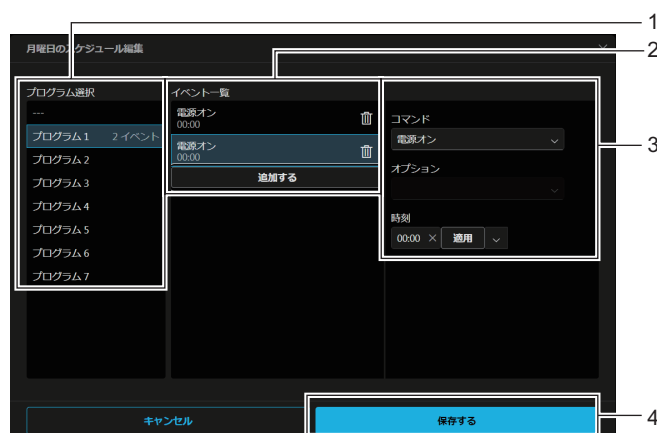 1
月曜日のスケジュール編集
2
プログラム選択
イベント一覧
---
電源オン
00:00
コマンド
プログラム 1 2 イベント
電源オン
00:00
電源オン
3
プログラム 2
追加する
オプション
プログラム 3
プログラム 4
時刻
プログラム 5
00:00 × 適用
プログラム 6
プログラム 7
キャンセル
保存する
4